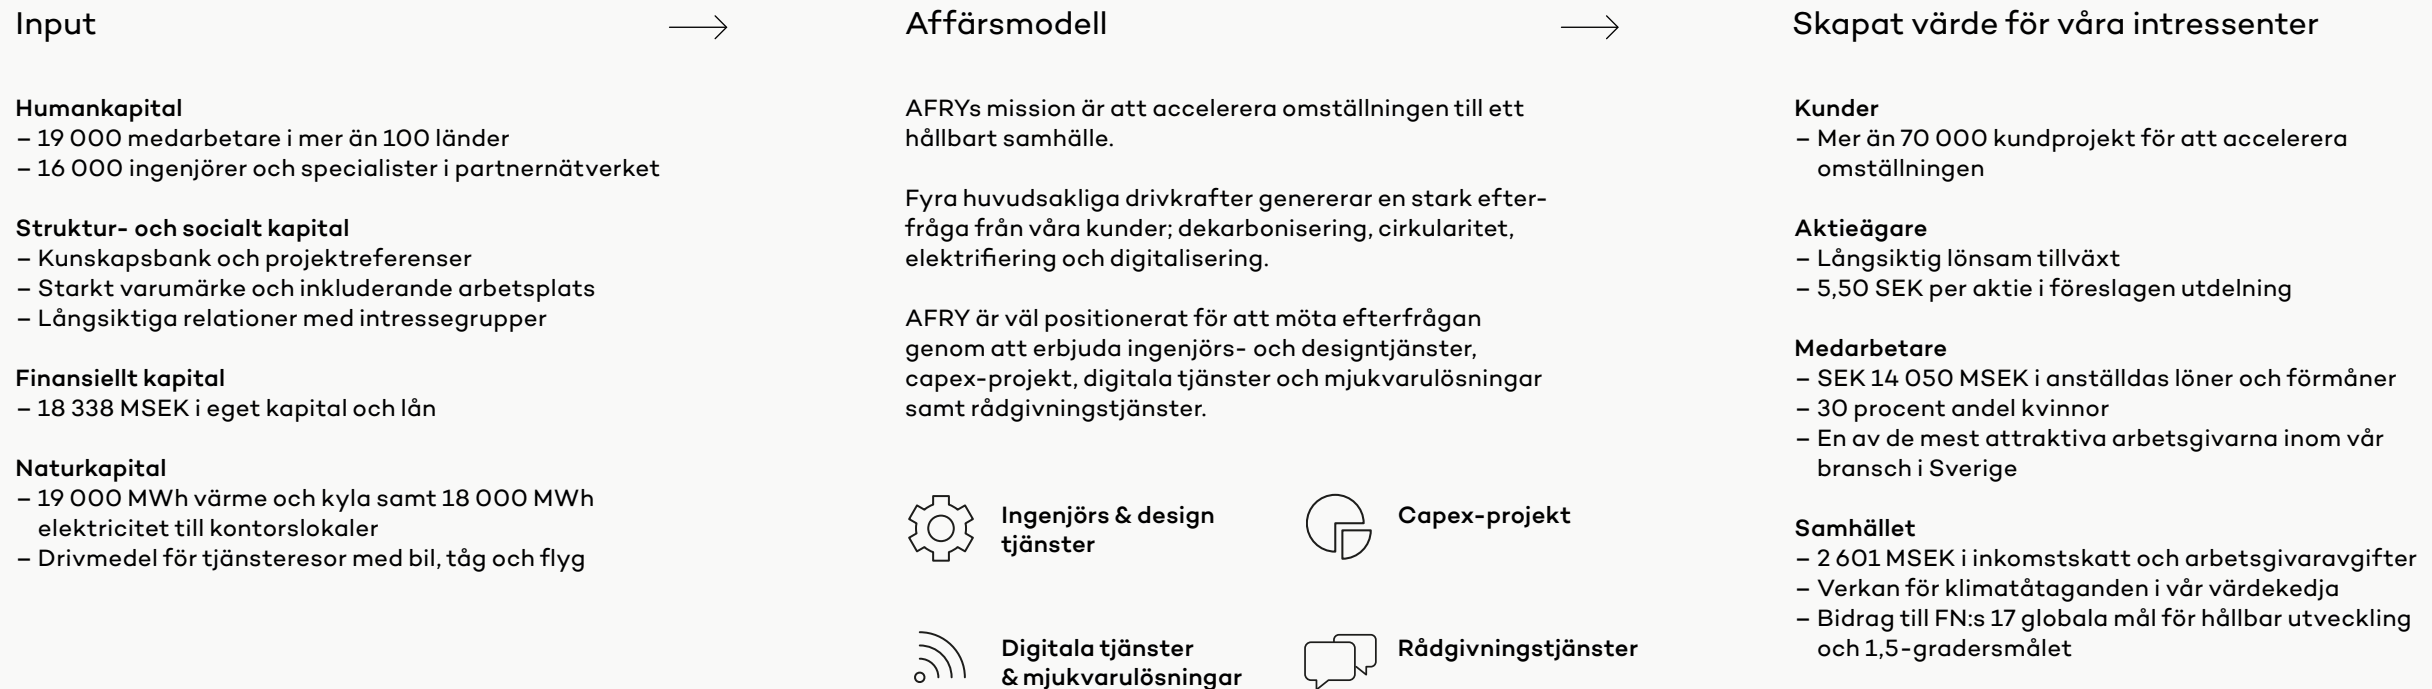 Input
Humankapital
– 19 000 medarbetare i mer än 100 länder
– 16 000 ingenjörer och specialister i partnernätverket
Struktur- och socialt kapital
– Kunskapsbank och projektreferenser
– Starkt varumärke och inkluderande arbetsplats
– Långsiktiga relationer med intressegrupper
Finansiellt kapital
– 18 338 MSEK i eget kapital och lån
Naturkapital
– 19 000 MWh värme och kyla samt 18 000 MWh
elektricitet till kontorslokaler
– Drivmedel för tjänsteresor med bil, tåg och flyg
Affärsmodell
AFRYs mission är att accelerera omställningen till ett
hållbart samhälle.
Fyra huvudsakliga drivkrafter genererar en stark efter-
fråga från våra kunder; dekarbonisering, cirkularitet,
elektrifiering och digitalisering.
AFRY är väl positionerat för att möta efterfrågan
genom att erbjuda ingenjörs- och designtjänster,
capex-projekt, digitala tjänster och mjukvarulösningar
samt rådgivningstjänster.
Ingenjörs & design
tjänster
Capex-projekt
Digitala tjänster
& mjukvarulösningar
Rådgivningstjänster
Skapat värde för våra intressenter
Kunder
– Mer än 70 000 kundprojekt för att accelerera
omställningen
Aktieägare
– Långsiktig lönsam tillväxt
– 5,50 SEK per aktie i föreslagen utdelning
Medarbetare
– SEK 14 050 MSEK i anställdas löner och förmåner
– 30 procent andel kvinnor
– En av de mest attraktiva arbetsgivarna inom vår
bransch i Sverige
Samhället
– 2 601 MSEK i inkomstskatt och arbetsgivaravgifter
– Verkan för klimatåtaganden i vår värdekedja
– Bidrag till FN:s 17 globala mål för hållbar utveckling
och 1,5-gradersmålet